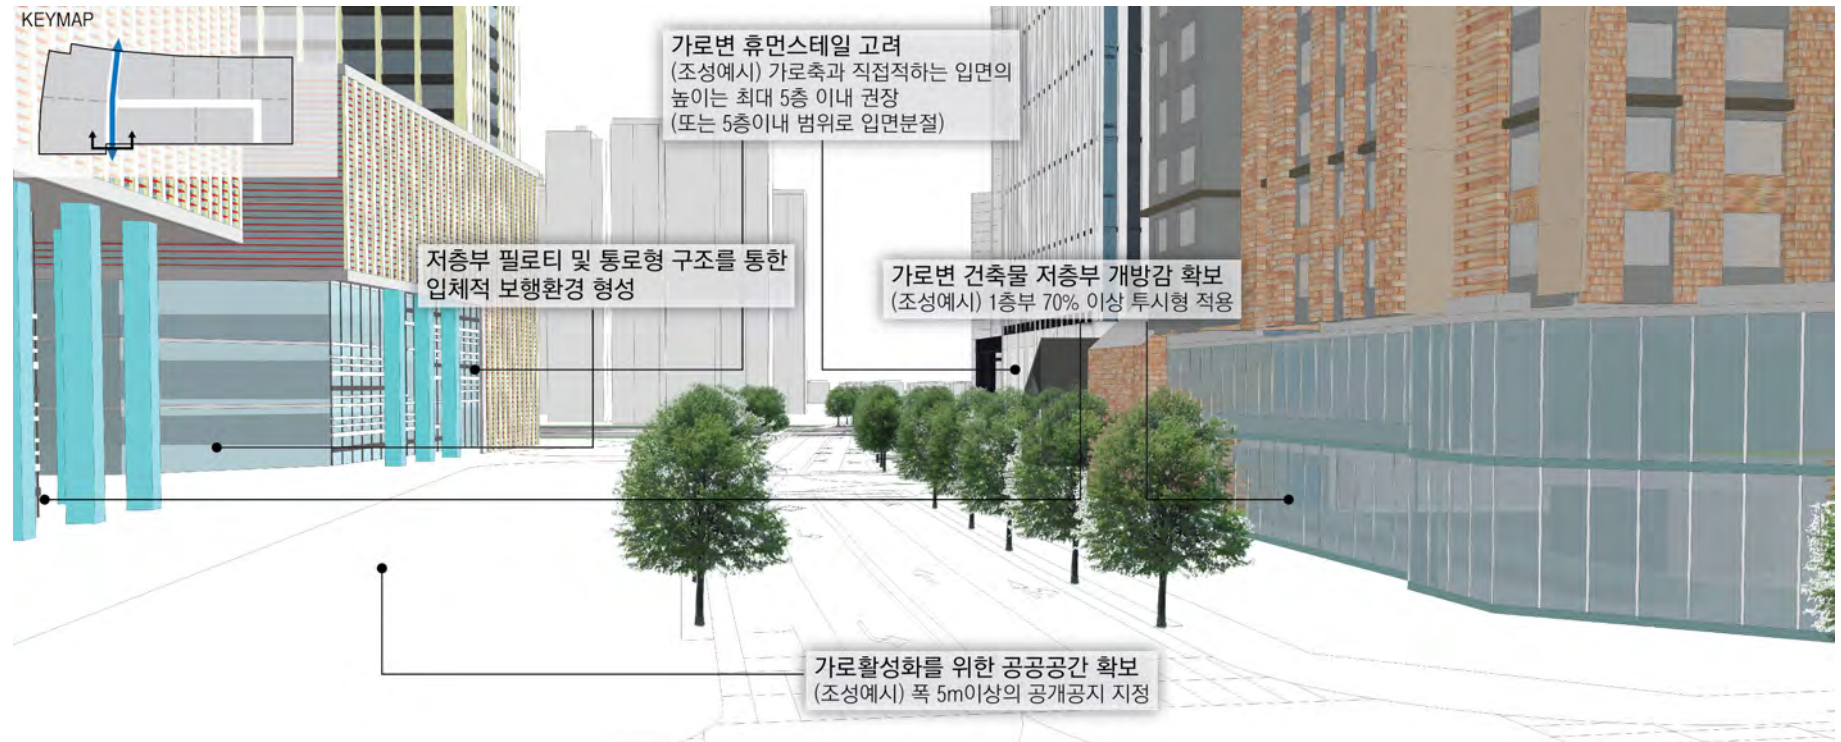 KEYMAP
가로변 휴먼스테일 고려
(조성예시) 가로축과 직접적하는 입면의
높이는 최대 5층 이내 권장
(또는 5층이내 범위로 입면분절)
저층부 필로티 및 통로형 구조를 통한
입체적 보행환경 형성
가로변 건축물 저층부 개방감 확보
(조성예시) 1층부 70% 이상 투시형 적용
가로활성화를 위한 공공공간 확보
(조성예시) 폭 5m이상의 공개공지 지정